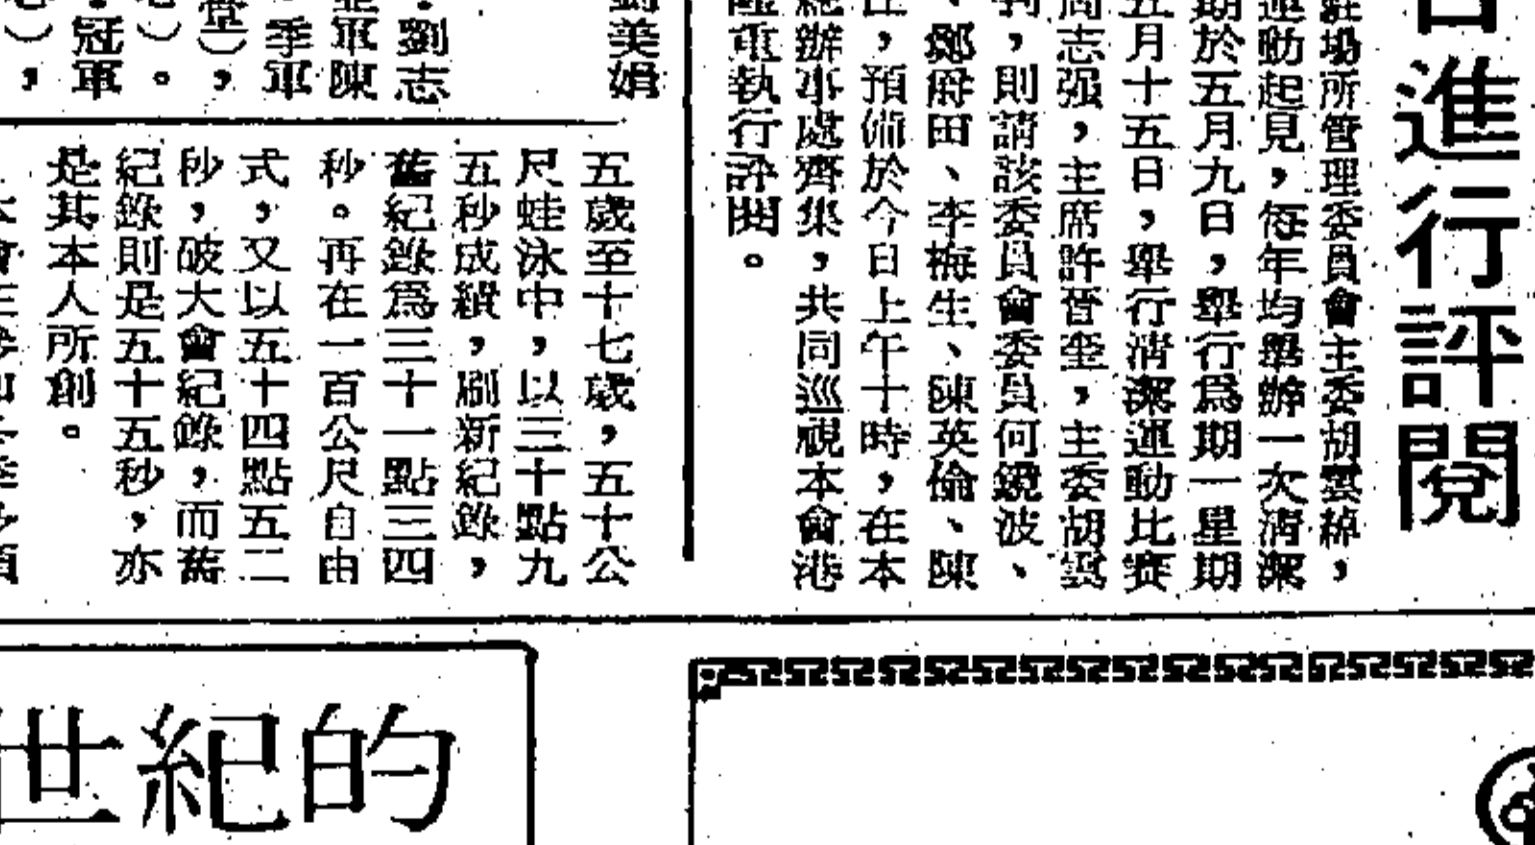 日進行評閱
駐場所管理委員會主委胡雲綽，
運動起見，每年均舉辦一次清潔
期於五月九日，舉行爲期一星期
五月十五日，舉行清潔運動比賽
周志强，主席許晋奎，主委胡雲
則請該委員會委員何鏡波、
、鄭爵田、李梅生、陳英倫、陳
，預備於今日上午十時，在本
總辦事處齊集，共同巡視本會港
重執行評閱。
美娟
劉志
軍陳
季軍
堂），
）。
冠軍
），
五歲至十七歲，五十公
尺蛙泳中，以三十點九
五秒成績，刷新紀錄，
舊紀錄爲三十一點三四
秒。再在一百公尺自由
式，又以五十四點五二
秒，破大會紀錄，而舊
紀錄則是五十五秒，亦
是其本人所創。
世紀的